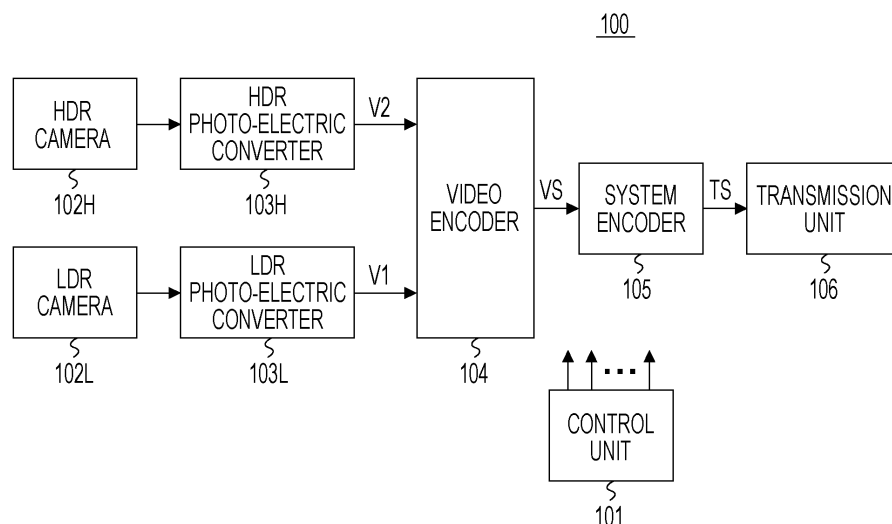 100
HDR
CAMERA
102H
HDR
PHOTO-ELECTRIC
CONVERTER
103H
V2
LDR
CAMERA
102L
LDR
PHOTO-ELECTRIC
CONVERTER
103L
V1
VIDEO
ENCODER
104
VS
SYSTEM
ENCODER
105
TS
TRANSMISSION
UNIT
106
CONTROL
UNIT
101